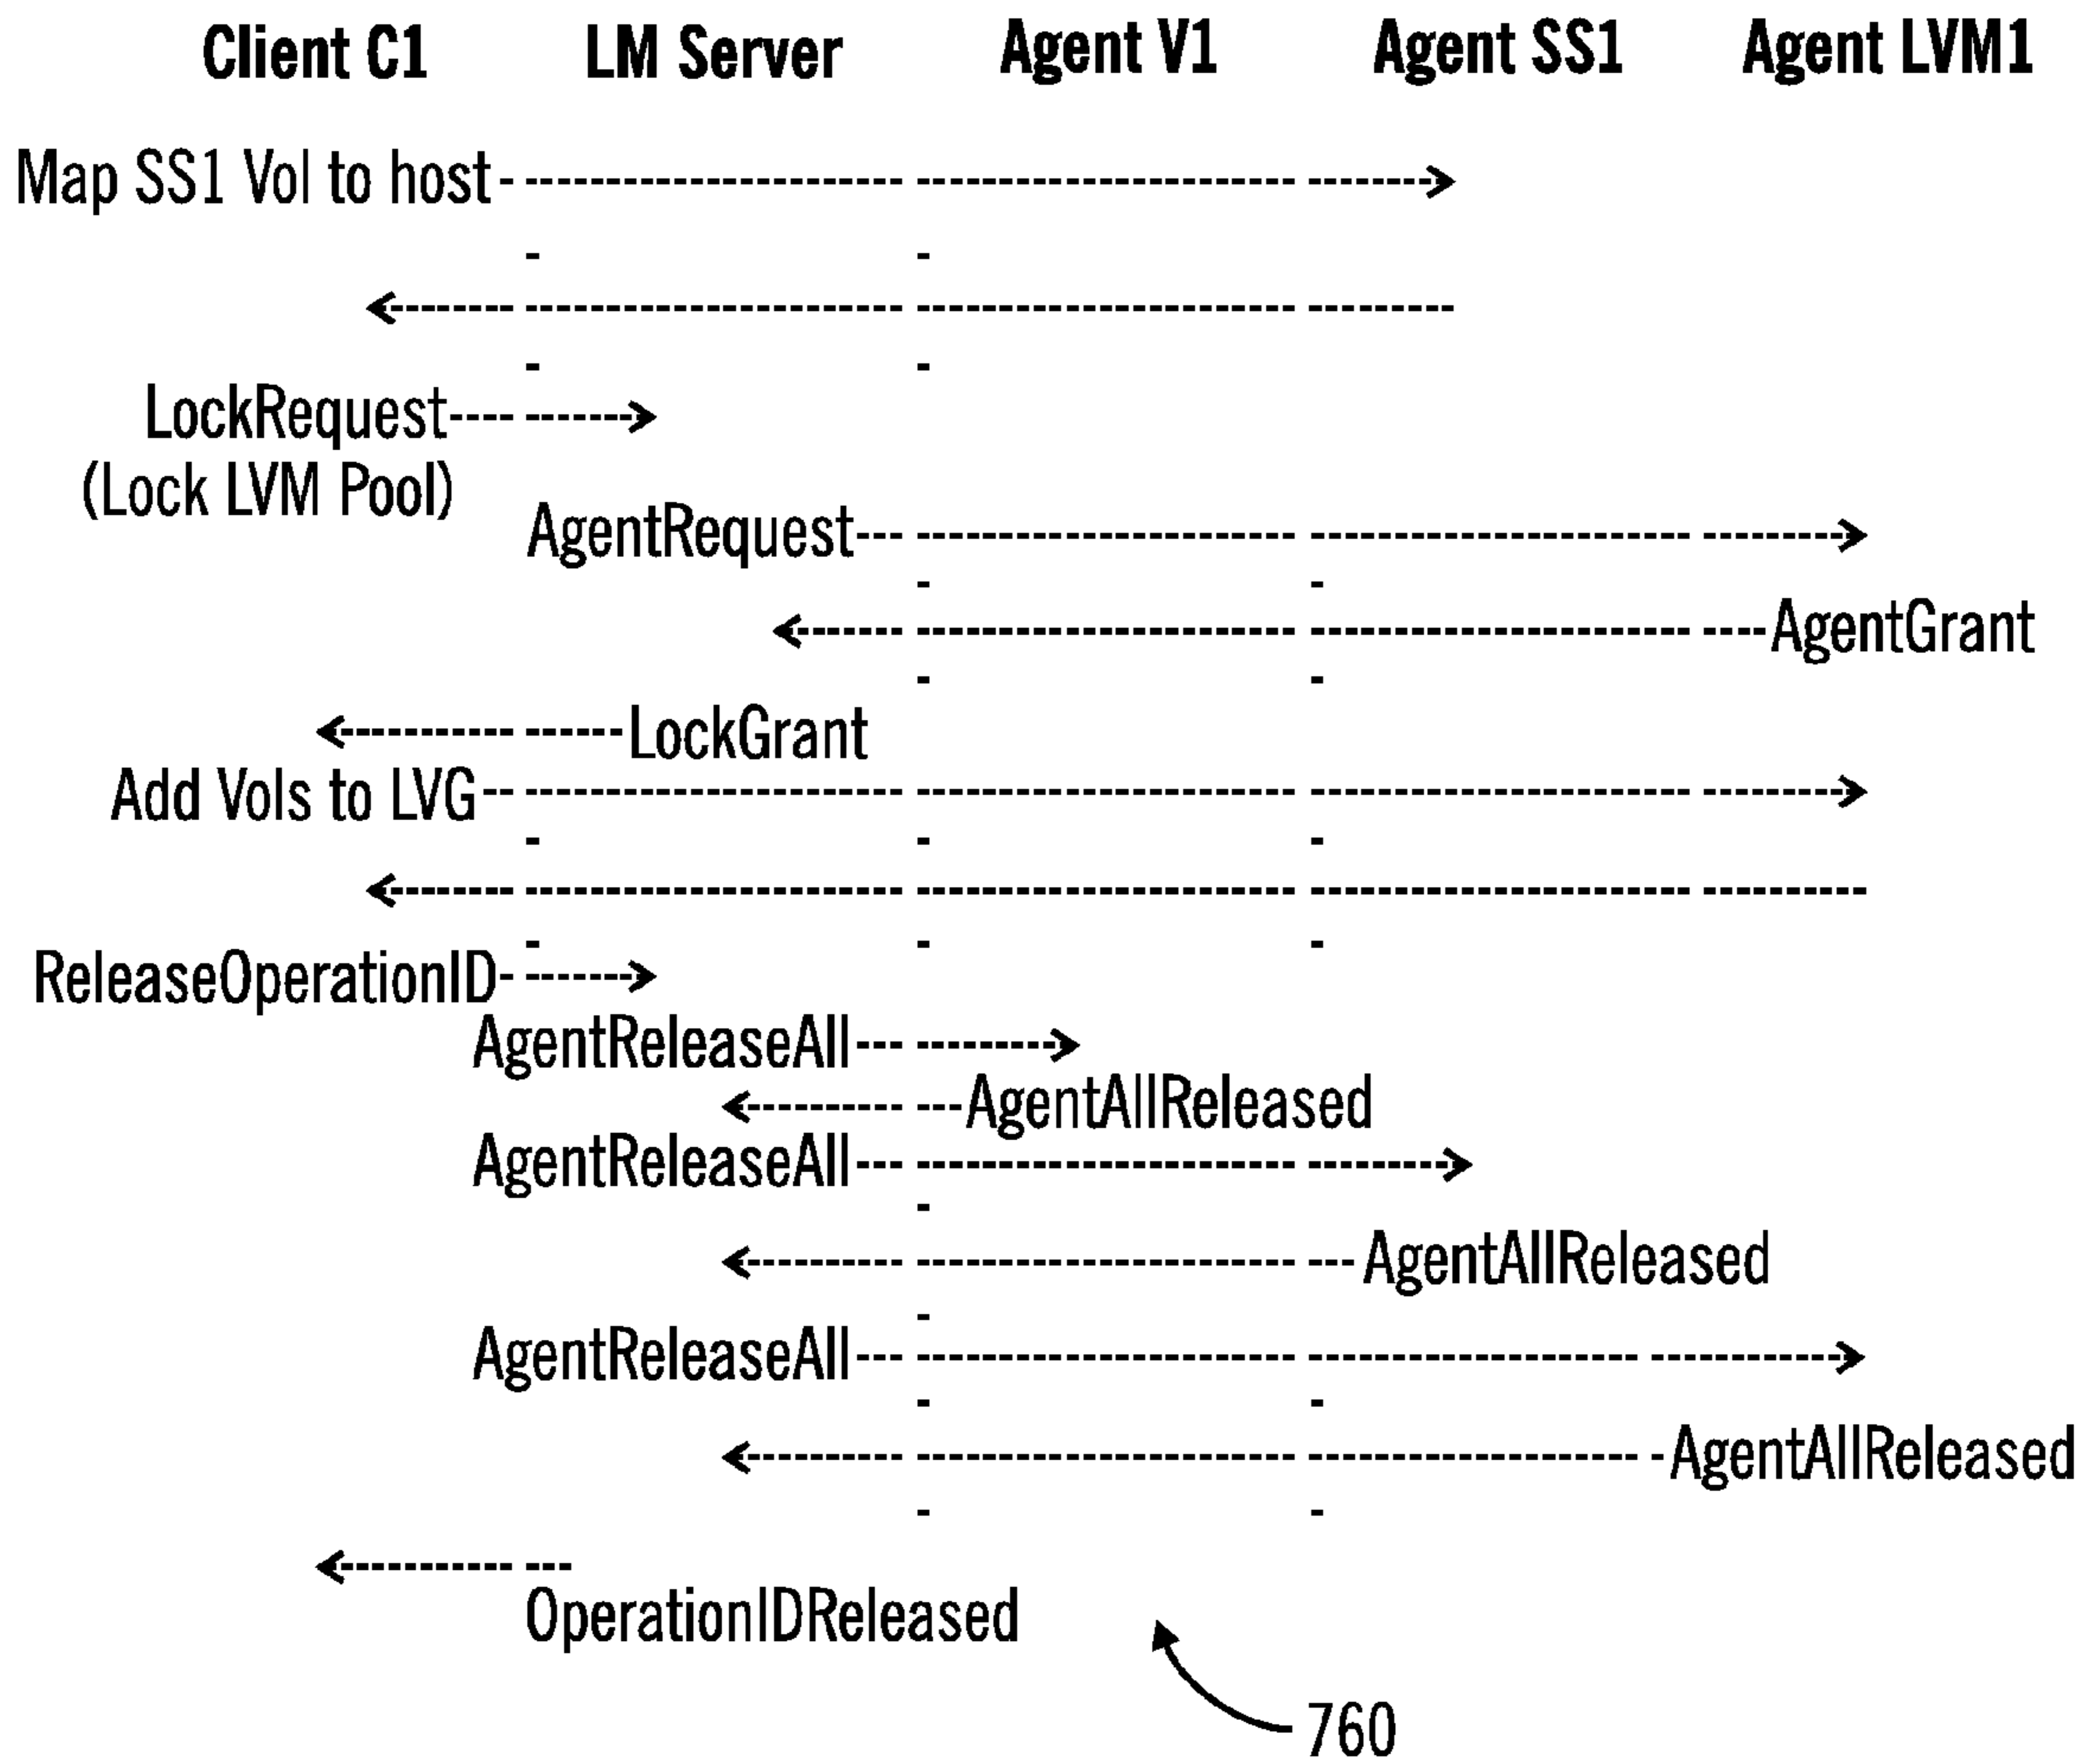 Client C1 LM Server Agent V1 Agent SS1 Agent LVM1
Map SS1 Vol to host
LockRequest
(Lock LVM Pool)
AgentRequest
AgentGrant
LockGrant
Add Vols to LVG
ReleaseOperationID
AgentReleaseAll
AgentAllReleased
AgentReleaseAll
AgentAllReleased
AgentReleaseAll
AgentAllReleased
OperationIDReleased
760